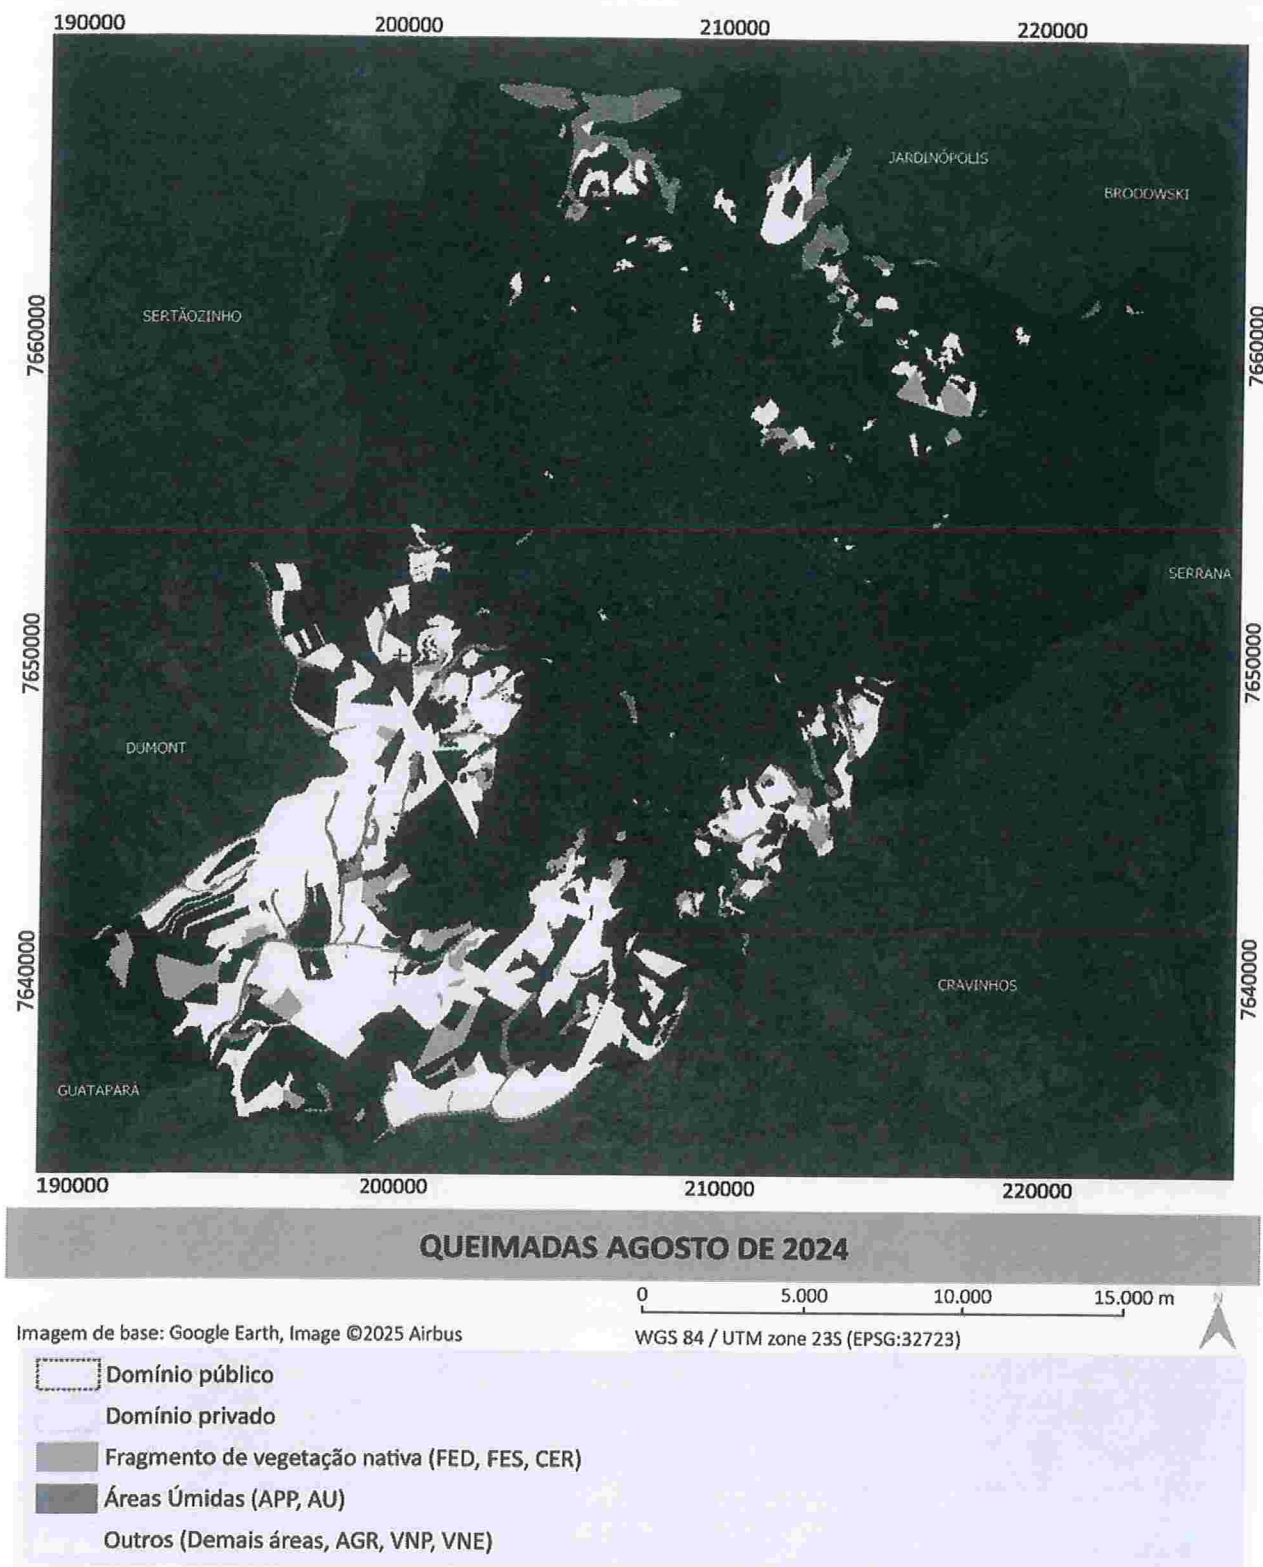 190000 200000 210000 220000
JARDINÓPOLIS
BRODOWSKI
SERTÃOZINHO
7660000
7660000
SERRANA
7650000
7650000
DUMONT
7640000
7640000
CRAVINHOS
GUATAPARÁ
190000 200000 210000 220000
QUEIMADAS AGOSTO DE 2024
0 5.000 10.000 15.000 m
N
Imagem de base: Google Earth, Image ©2025 Airbus
WGS 84 / UTM zone 23S (EPSG:32723)
Domínio público
Domínio privado
Fragmento de vegetação nativa (FED, FES, CER)
Áreas Úmidas (APP, AU)
Outros (Demais áreas, AGR, VNP, VNE)